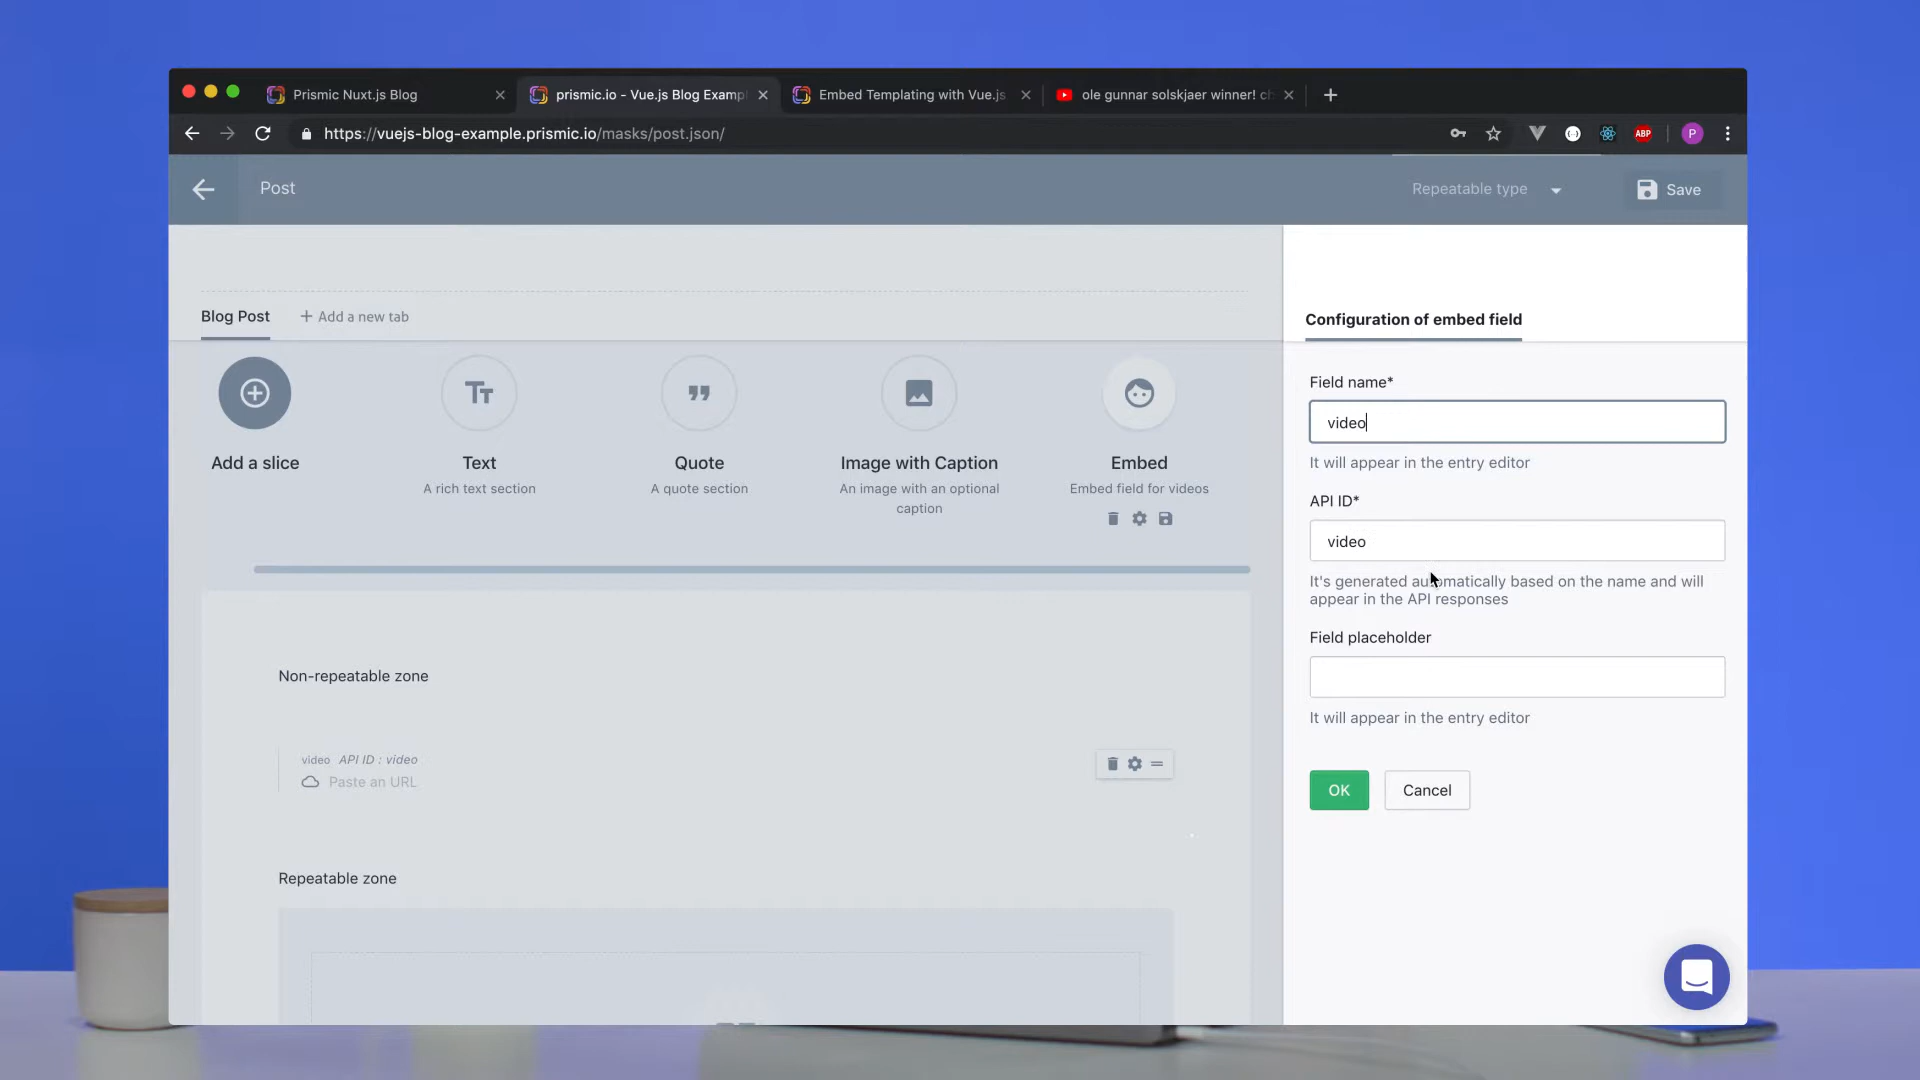 Prismic Nuxt.js Blog
prismic.io - Vue.js Blog Examp
Embed Templating with Vue.js
ole gunnar solskjaer winner! c
https://vuejs-blog-example.prismic.io/masks/post.json/
ABP
P
Post
Repeatable type
Save
Blog Post
+ Add a new tab
Configuration of embed field
Add a slice
Text
A rich text section
Quote
A quote section
Image with Caption
An image with an optional
caption
Embed
Embed field for videos
Field name*
video
It will appear in the entry editor
API ID*
video
It's generated automatically based on the name and will
appear in the API responses
Field placeholder
It will appear in the entry editor
OK
Cancel
Non-repeatable zone
video API ID : video
Paste an URL
Repeatable zone